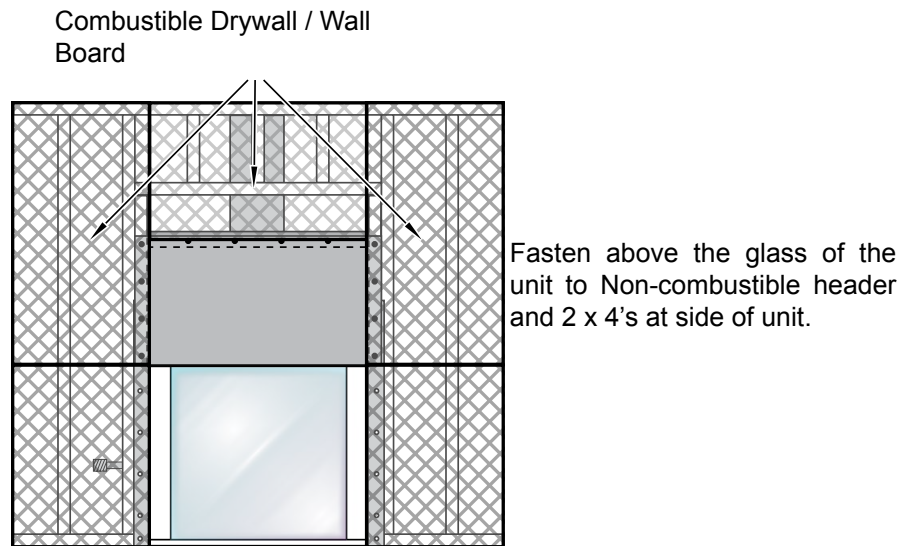 Combustible Drywall / Wall
Board
Fasten above the glass of the
unit to Non-combustible header
and 2 x 4's at side of unit.